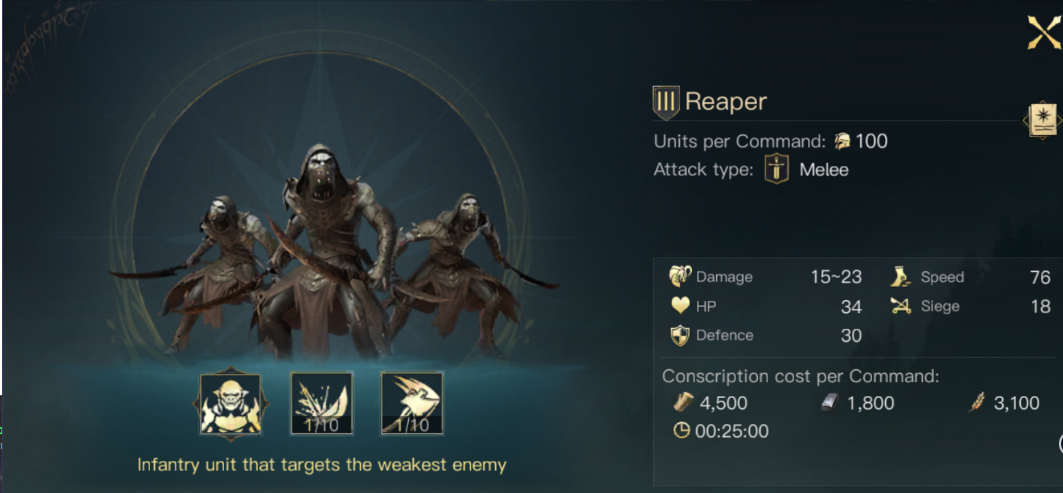 III Reaper
Units per Command: 100
Attack type: Melee
Damage 15~23 Speed 76
HP 34 Siege 18
Defence 30
Conscription cost per Command:
4,500 1,800 3,100
00:25:00
1/10 1/10
Infantry unit that targets the weakest enemy